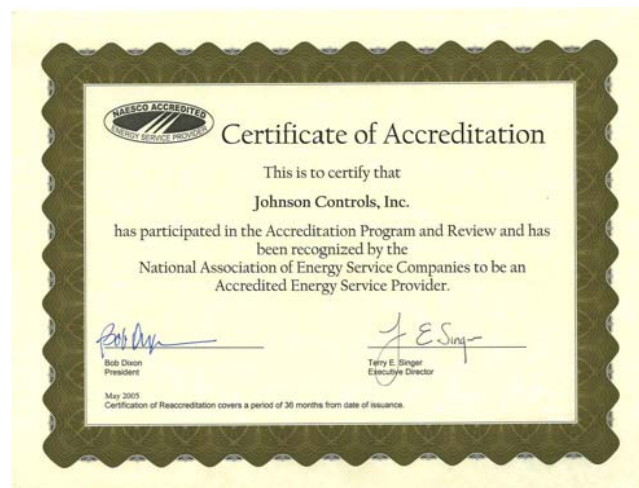 NAESCO ACCREDITED
ENERGY SERVICE PROVIDER
Certificate of Accreditation
This is to certify that
Johnson Controls, Inc.
has participated in the Accreditation Program and Review and has
been recognized by the
National Association of Energy Service Companies to be an
Accredited Energy Service Provider.
Bob Dixon
T E Singer
Bob Dixon
President
Terry E. Singer
Executive Director
May 2005
Certification of Reaccreditation covers a period of 36 months from date of issuance.